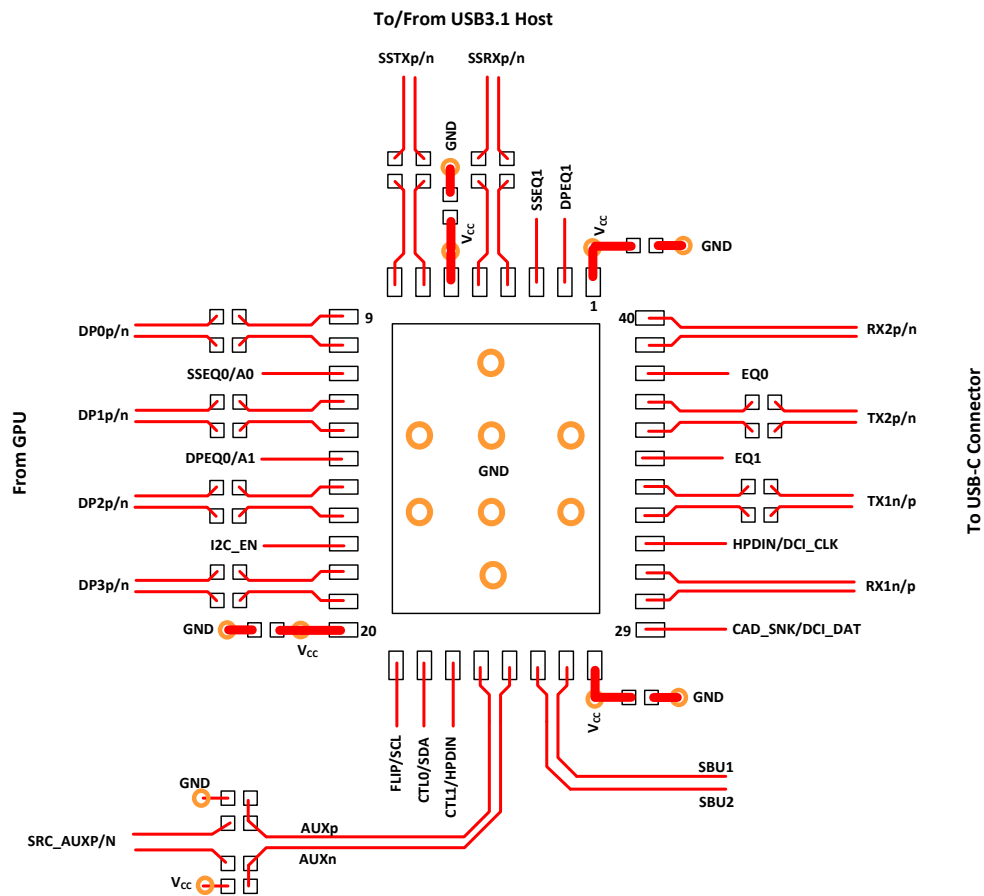 To/From USB3.1 Host
SSTXp/n
SSRXp/n
GND
SSEQ1
DPEQ1
VCC
VCC
GND
1
9
40
DP0p/n
RX2p/n
SSEQ0/A0
EQ0
DP1p/n
TX2p/n
From GPU
To USB-C Connector
DPEQ0/A1
EQ1
GND
DP2p/n
TX1n/p
I2C_EN
HPDIN/DCI_CLK
DP3p/n
RX1n/p
GND
20
29
CAD_SNK/DCI_DAT
VCC
GND
VCC
FLIP/SCL
CTL0/SDA
CTL1/HPDIN
SBU1
SBU2
GND
AUXp
SRC_AUXP/N
AUXn
VCC